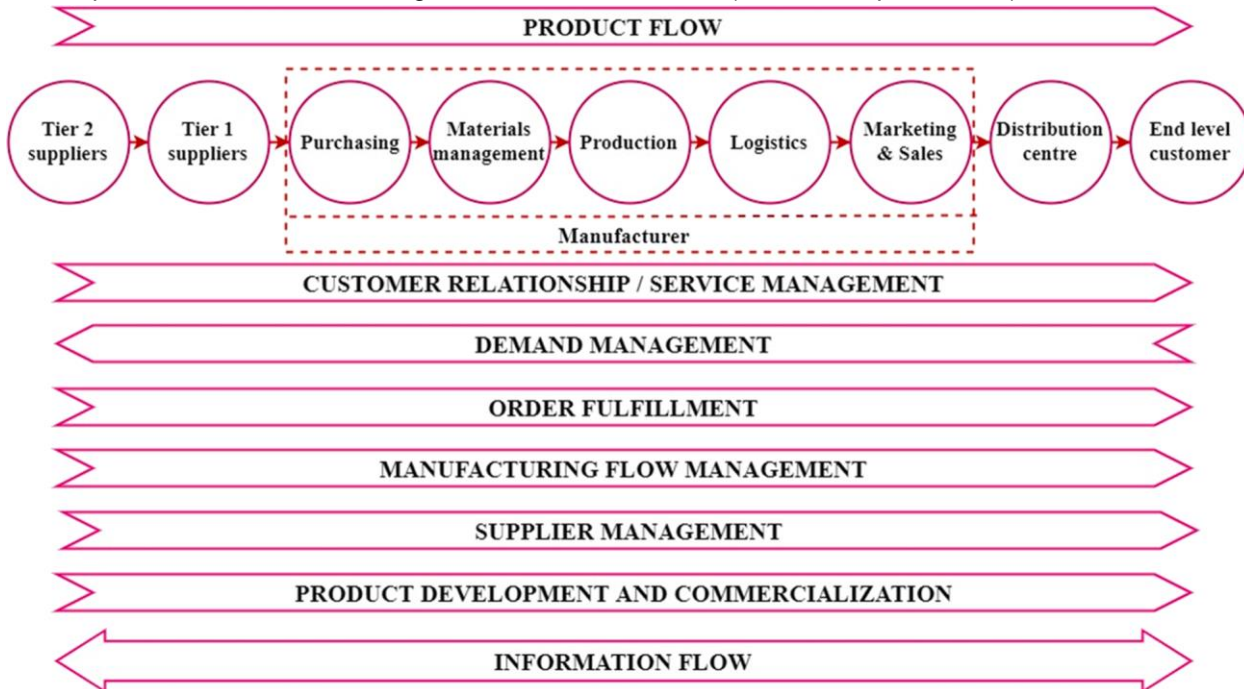 PRODUCT FLOW
Tier 2
suppliers
Tier 1
suppliers
Purchasing
Materials
management
Production
Logistics
Marketing
& Sales
Distribution
centre
End level
customer
Manufacturer
CUSTOMER RELATIONSHIP / SERVICE MANAGEMENT
DEMAND MANAGEMENT
ORDER FULFILLMENT
MANUFACTURING FLOW MANAGEMENT
SUPPLIER MANAGEMENT
PRODUCT DEVELOPMENT AND COMMERCIALIZATION
INFORMATION FLOW